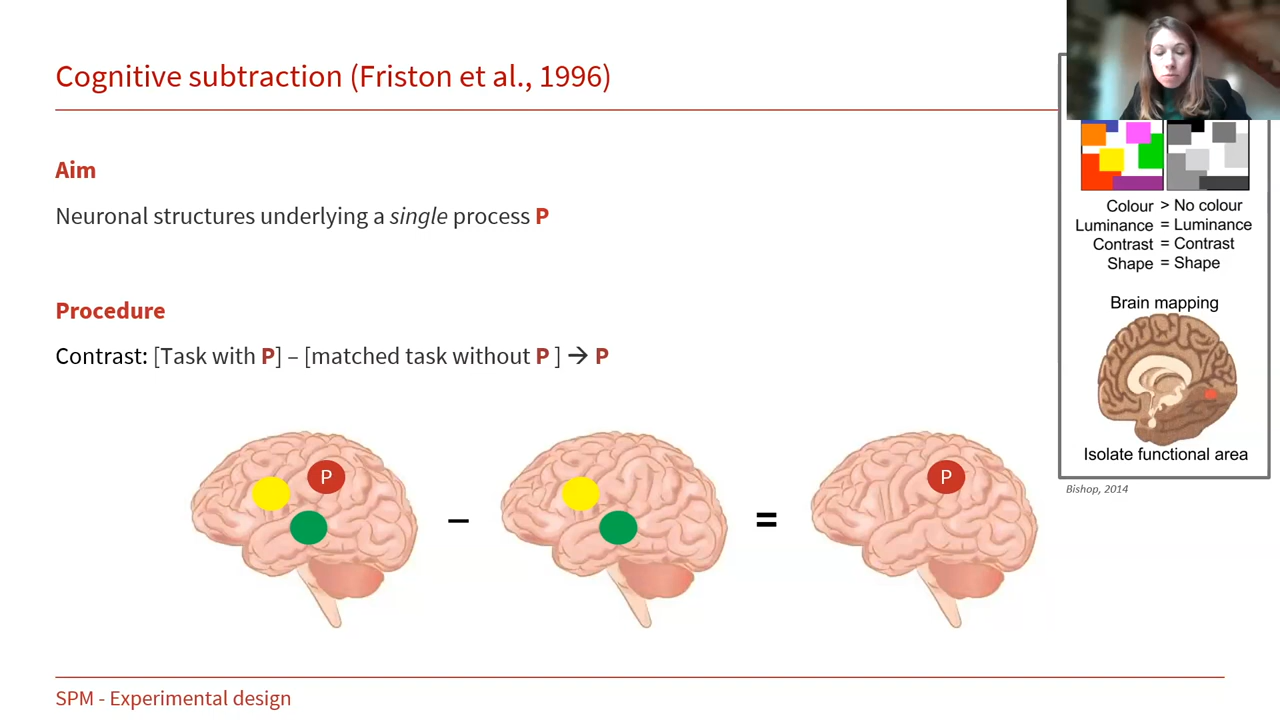 Cognitive subtraction (Friston et al., 1996)
Aim
Neuronal structures underlying a single process P
Procedure
Contrast: [Task with P] – [matched task without P ] → P
P
–
=
P
Colour > No colour
Luminance = Luminance
Contrast = Contrast
Shape = Shape
Brain mapping
Isolate functional area
Bishop, 2014
SPM - Experimental design